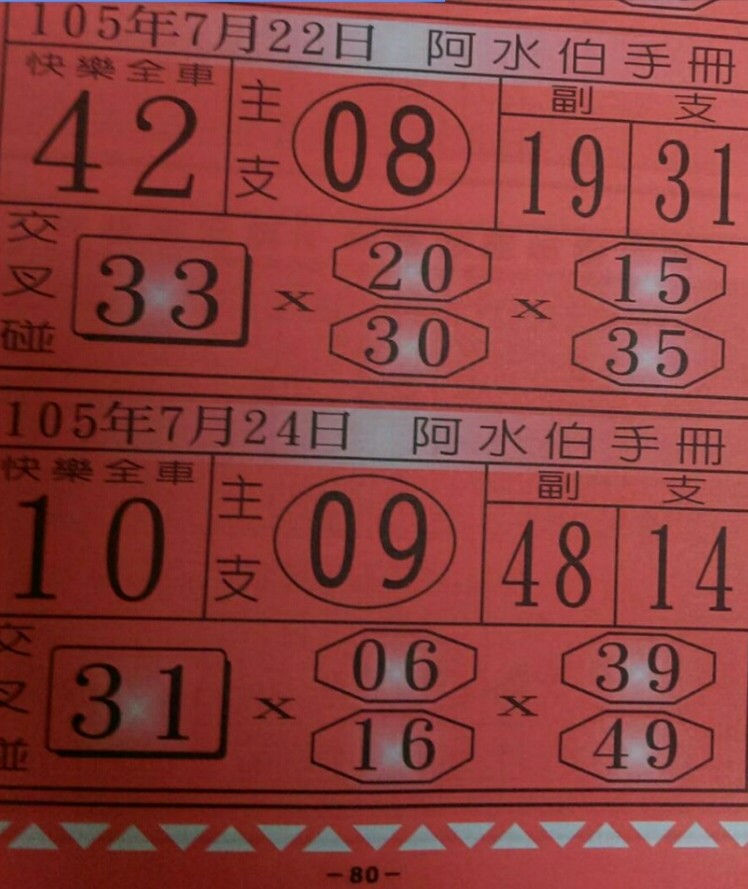 105年7月22日 阿水伯手冊
快樂全車 主支 副支
42 08 19 31
交叉碰 33 x 20 30 x 15 35
105年7月24日 阿水伯手冊
快樂全車 主支 副支
10 09 48 14
交叉碰 31 x 06 16 x 39 49
-80-